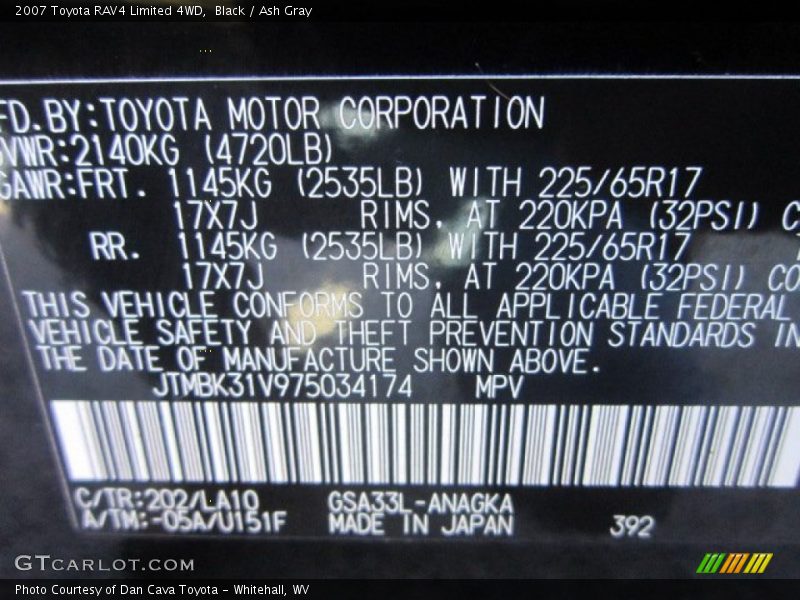 2007 Toyota RAV4 Limited 4WD, Black / Ash Gray
FD.BY:TOYOTA MOTOR CORPORATION
GVWR:2140KG (4720LB)
GAWR:FRT. 1145KG (2535LB) WITH 225/65R17
17X7J RIMS, AT 220KPA (32PSI) C
RR. 1145KG (2535LB) WITH 225/65R17
17X7J RIMS, AT 220KPA (32PSI) CO
THIS VEHICLE CONFORMS TO ALL APPLICABLE FEDERAL
VEHICLE SAFETY AND THEFT PREVENTION STANDARDS IN
THE DATE OF MANUFACTURE SHOWN ABOVE.
JTMBK31V975034174 MPV
C/TR:202/LA10 GSA33L-ANAGKA
A/TM:-05A/U151F MADE IN JAPAN 392
GTCARLOT.COM
Photo Courtesy of Dan Cava Toyota - Whitehall, WV